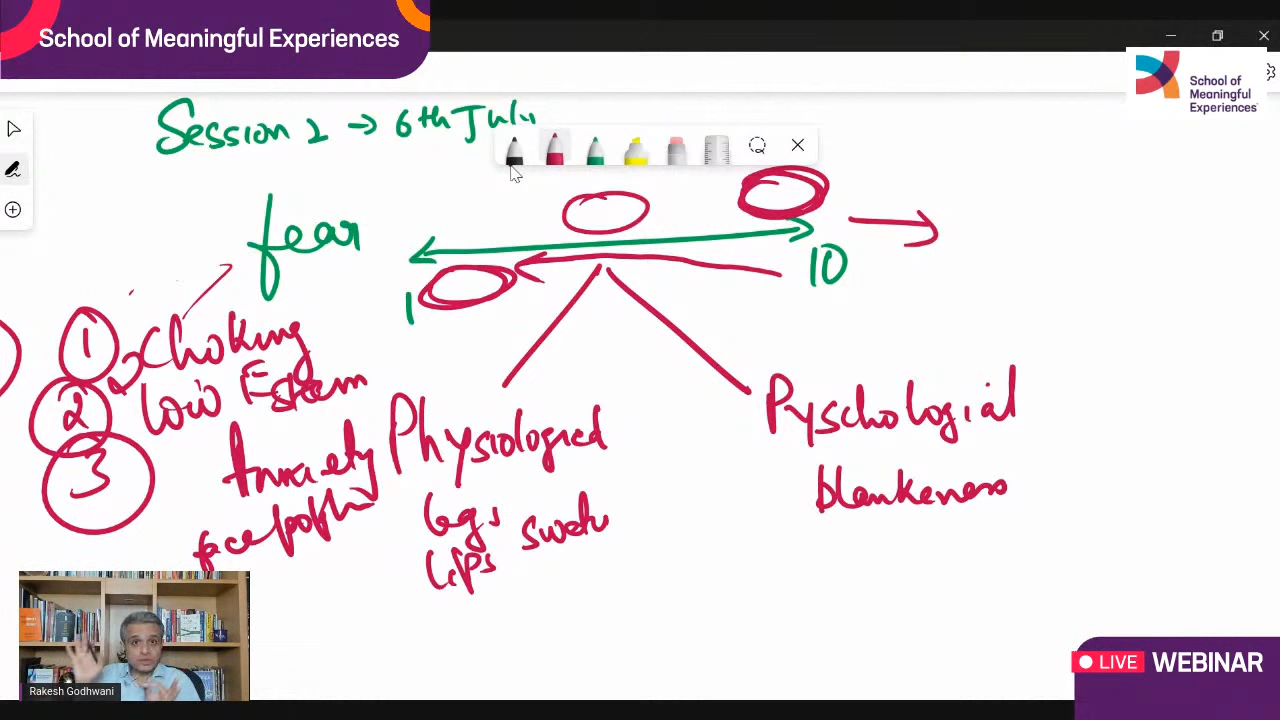 School of Meaningful Experiences
School of
Meaningful
Experiences
Session 2 → 6th July
fear
1
10
1 Choking
2 low Esteem
3
Anxiety
Physiological
Pyschologial
blankeness
legs
lips
Rakesh Godhwani
LIVE WEBINAR